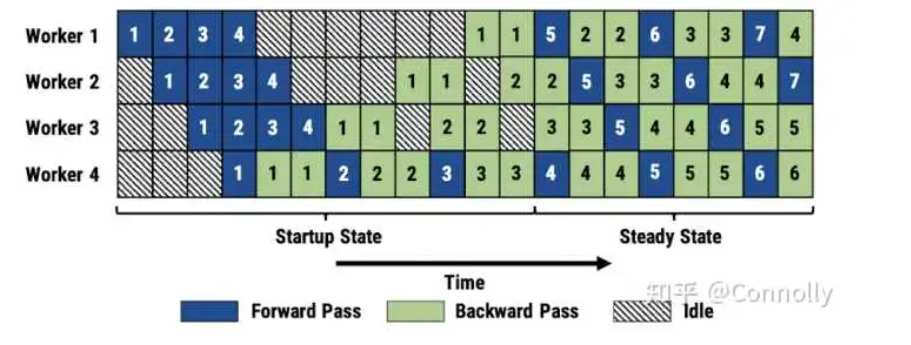 Worker 1 1 2 3 4 1 1 5 2 2 6 3 3 7 4
Worker 2 1 2 3 4 1 1 2 2 5 3 3 6 4 4 7
Worker 3 1 2 3 4 1 1 2 2 3 3 5 4 4 6 5 5
Worker 4 1 1 1 2 2 2 3 3 3 4 4 4 5 5 5 6 6
Startup State Steady State
Time
知乎 @Connolly
Forward Pass Backward Pass Idle